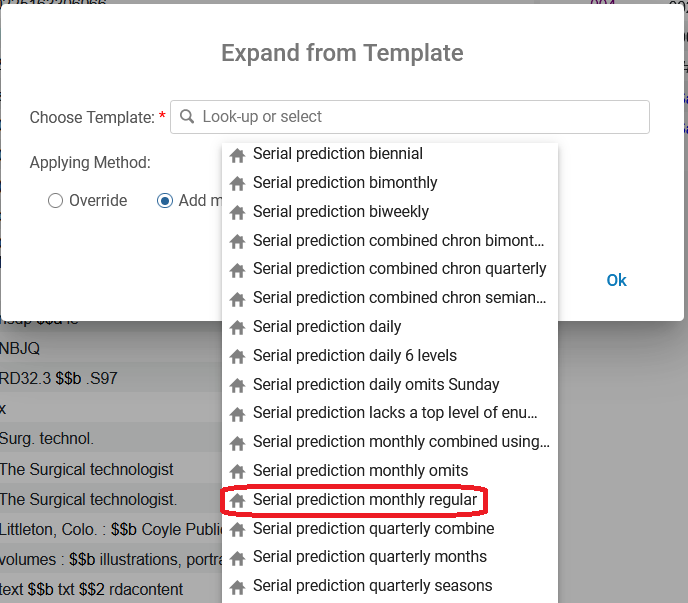 Expand from Template
Choose Template: * Look-up or select
Applying Method:
Override Add m
Ok
Serial prediction biennial
Serial prediction bimonthly
Serial prediction biweekly
Serial prediction combined chron bimont...
Serial prediction combined chron quarterly
Serial prediction combined chron semian...
Serial prediction daily
Serial prediction daily 6 levels
Serial prediction daily omits Sunday
Serial prediction lacks a top level of enu...
Serial prediction monthly combined using...
Serial prediction monthly omits
Serial prediction monthly regular
Serial prediction quarterly combine
Serial prediction quarterly months
Serial prediction quarterly seasons
NBJQ
RD32.3 $$b .S97
x
Surg. technol.
The Surgical technologist
The Surgical technologist.
Littleton, Colo. : $$b Coyle Public
volumes : $$b illustrations, portra
text $$b txt $$2 rdacontent